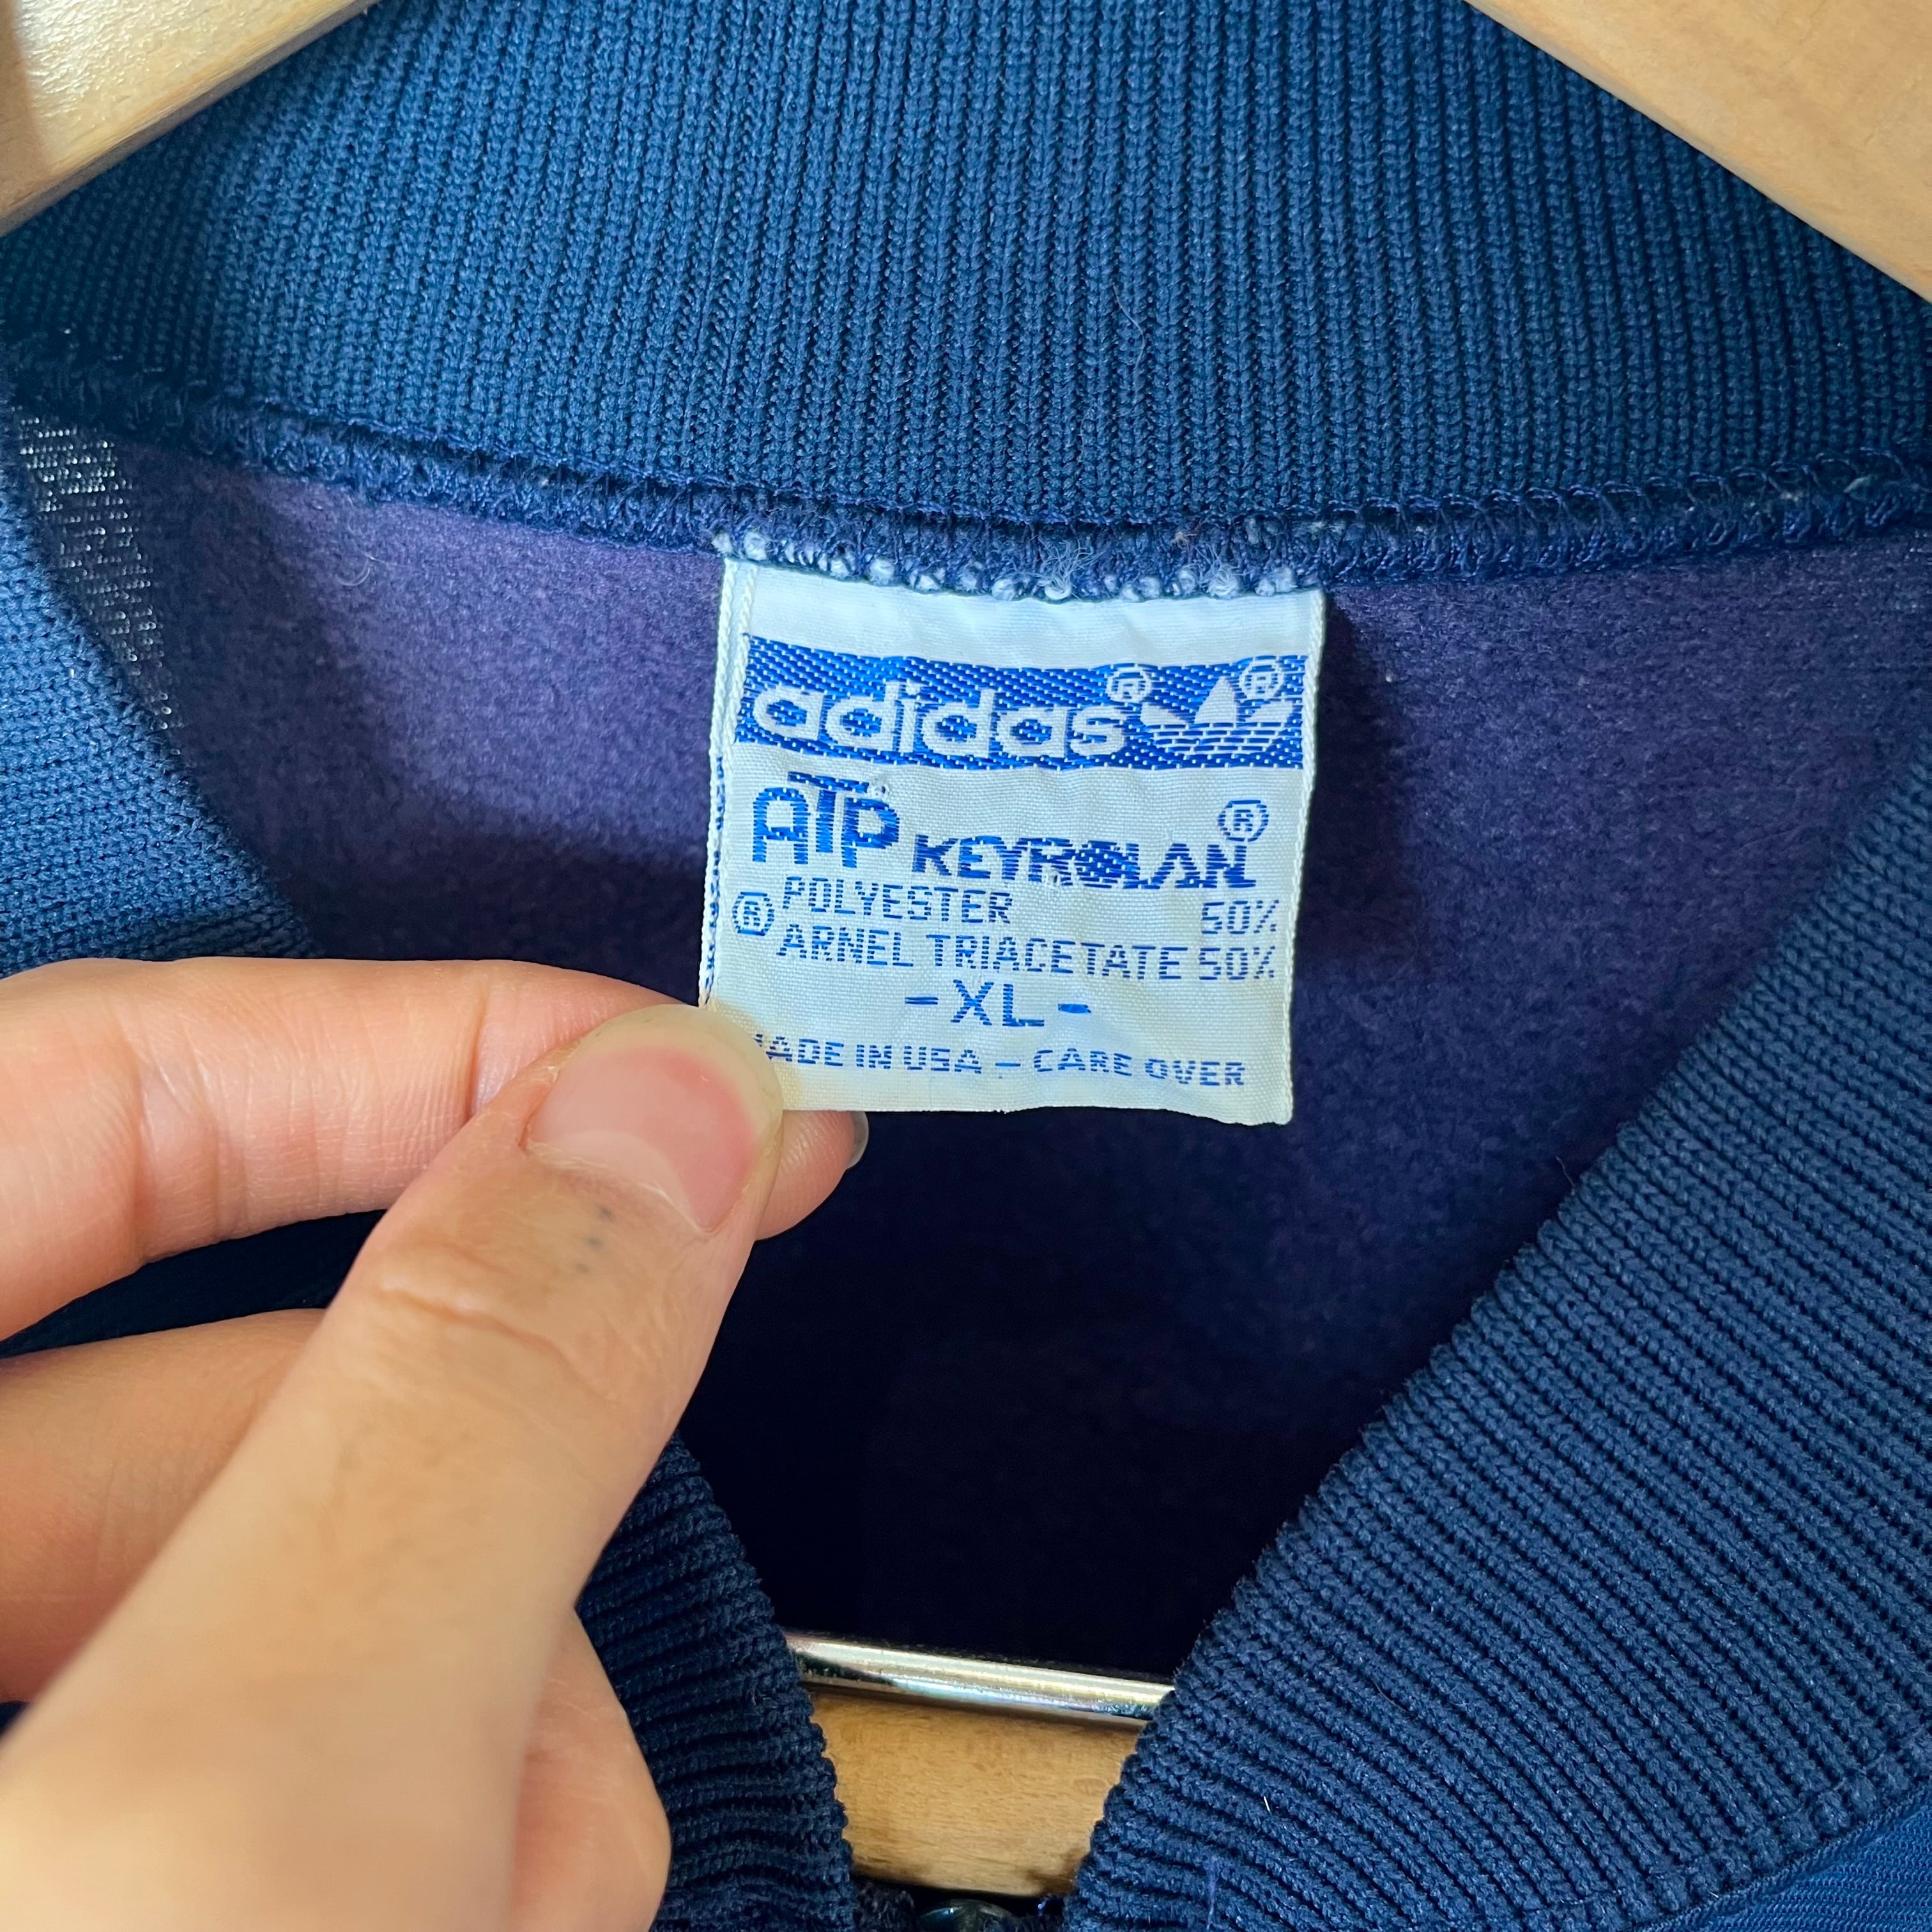 adidas® ®
ATP KEYROLAN®
POLYESTER 50%
® ARNEL TRIACETATE 50%
-XL-
MADE IN USA - CARE OVER